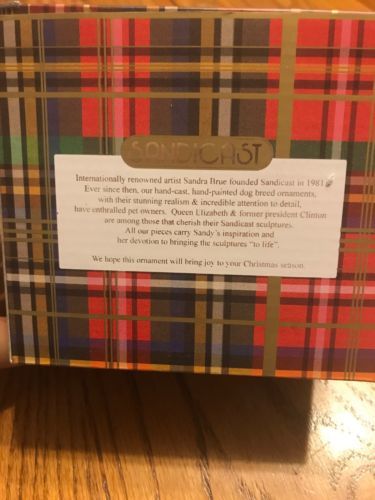 SANDICAST
Internationally renowned artist Sandra Brue founded Sandicast in 1981
Ever since then, our hand-cast, hand-painted dog breed ornaments,
with their stunning realism & incredible attention to detail,
have enthralled pet owners. Queen Elizabeth & former president Clinton
are among those that cherish their Sandicast sculptures.
All our pieces carry Sandy's inspiration and
her devotion to bringing the sculptures "to life".
We hope this ornament will bring joy to your Christmas season.